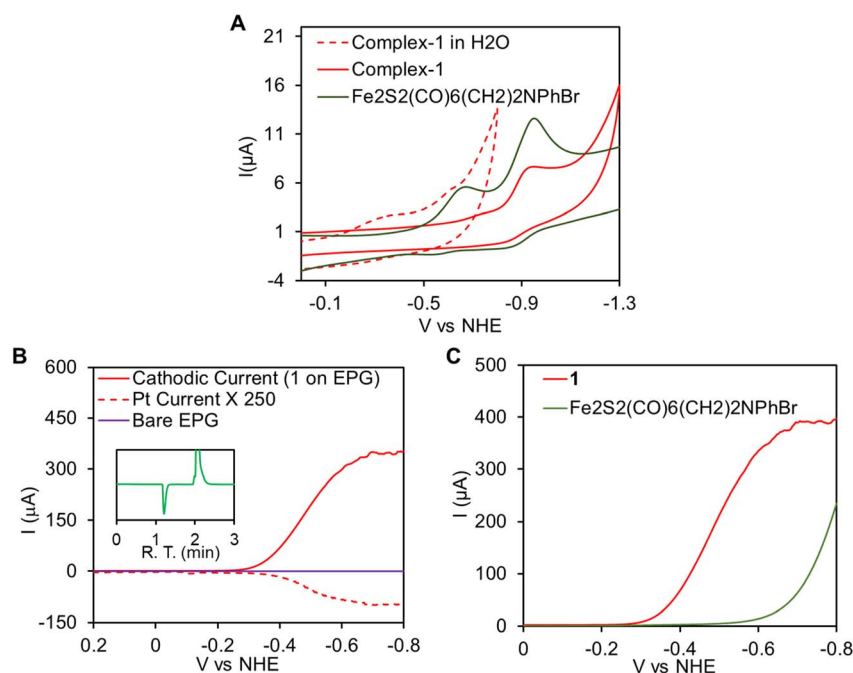 A
21
16
11
6
1
-4
I(µA)
Complex-1 in H2O
Complex-1
Fe2S2(CO)6(CH2)2NPhBr
-0.1 -0.5 -0.9 -1.3
V vs NHE
B
600
450
300
150
0
-150
I (µA)
Cathodic Current (1 on EPG)
Pt Current X 250
Bare EPG
0 1 2 3
R. T. (min)
0.2 0 -0.2 -0.4 -0.6 -0.8
V vs NHE
C
500
400
300
200
100
0
I (µA)
1
Fe2S2(CO)6(CH2)2NPhBr
0 -0.2 -0.4 -0.6 -0.8
V vs NHE